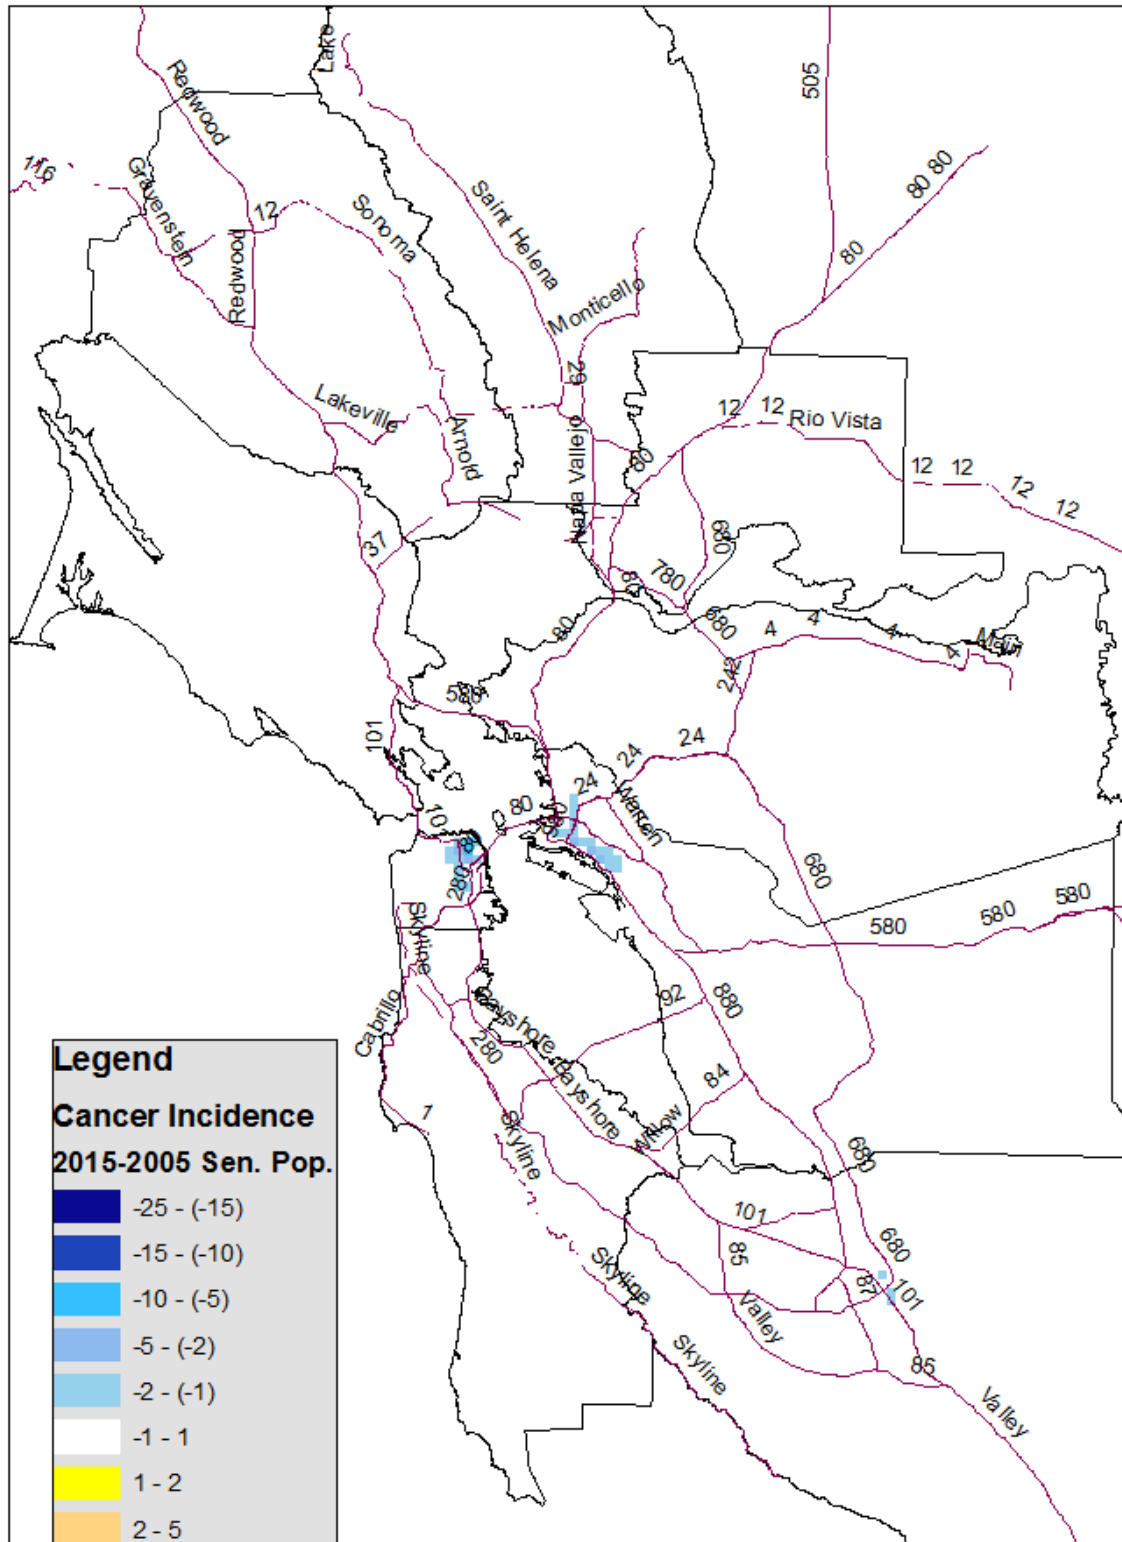 Lake
Redwood
505
116
Gravenstein
12
Sonoma
Saint Helena
80 80
80
Redwood
Monticello
29
Lakeville
Arnold
Napa Vallejo
12
12
Rio Vista
80
12
12
12
12
37
680
780
80
680
80
4
4
4
4
Main
242
580
101
24
24
24
80
580
Warren
101
80
280
680
580
580
580
Skyline
Cabrillo
92
880
Bayshore
280
Bayshore
84
Willow
1
Skyline
680
101
85
680
87
101
Skyline
Valley
Skyline
85
Valley
Legend
Cancer Incidence
2015-2005 Sen. Pop.
-25 - (-15)
-15 - (-10)
-10 - (-5)
-5 - (-2)
-2 - (-1)
-1 - 1
1 - 2
2 - 5